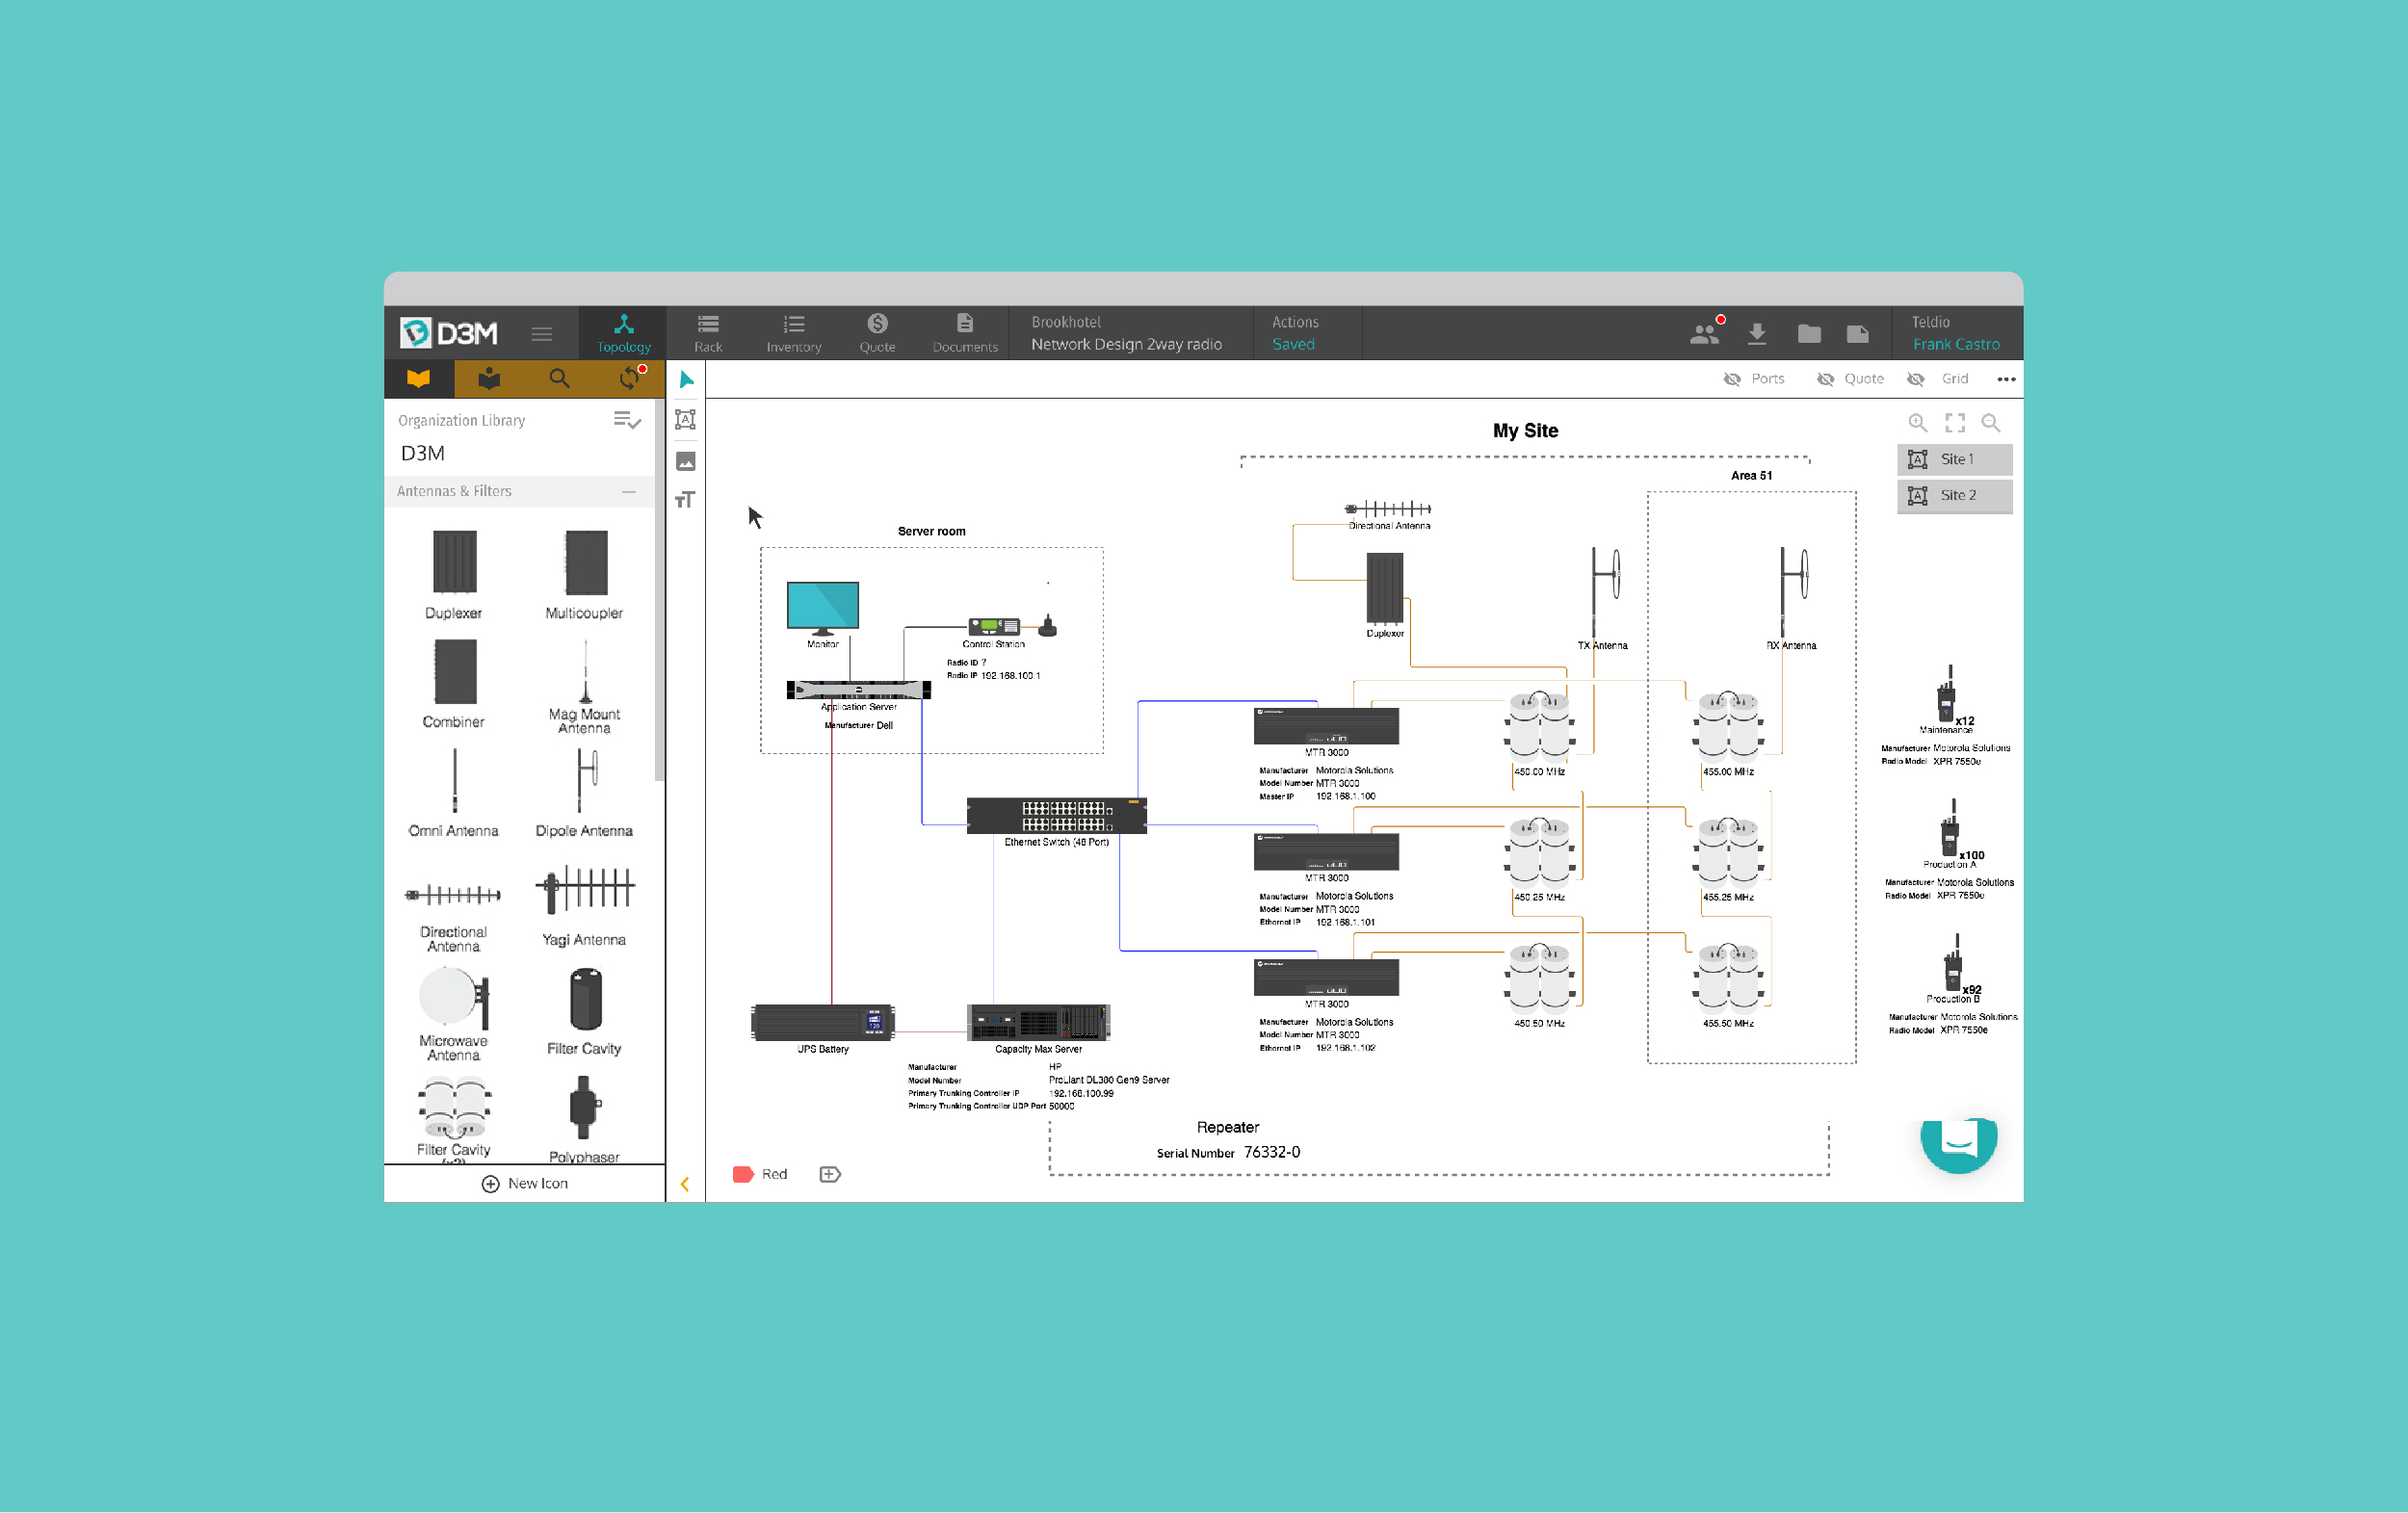 D3M
Topology
Rack
Inventory
Quote
Documents
Brookhotel
Network Design 2way radio
Actions
Saved
Teldio
Frank Castro
Ports
Quote
Grid
Organization Library
D3M
Antennas & Filters
Duplexer
Multicoupler
Combiner
Mag Mount
Antenna
Omni Antenna
Dipole Antenna
Directional
Antenna
Yagi Antenna
Microwave
Antenna
Filter Cavity
Filter Cavity
(x2)
Polyphaser
New Icon
My Site
Site 1
Site 2
Area 51
Server room
Monitor
Control Station
Radio ID 7
Radio IP 192.168.100.1
Application Server
Manufacturer Dell
Directional Antenna
Duplexer
TX Antenna
RX Antenna
Ethernet Switch (48 Port)
MTR 3000
Manufacturer Motorola Solutions
Model Number MTR 3000
Master IP 192.168.1.100
450.00 MHz
455.00 MHz
MTR 3000
Manufacturer Motorola Solutions
Model Number MTR 3000
Ethernet IP 192.168.1.101
450.25 MHz
455.25 MHz
MTR 3000
Manufacturer Motorola Solutions
Model Number MTR 3000
Ethernet IP 192.168.1.102
450.50 MHz
455.50 MHz
x12
Maintenance
Manufacturer Motorola Solutions
Radio Model XPR 7550e
x100
Production A
Manufacturer Motorola Solutions
Radio Model XPR 7550e
x92
Production B
Manufacturer Motorola Solutions
Radio Model XPR 7550e
UPS Battery
Capacity Max Server
Manufacturer HP
Model Number ProLiant DL380 Gen9 Server
Primary Trunking Controller IP 192.168.100.99
Primary Trunking Controller UDP Port 50000
Repeater
Serial Number 76332-0
Red